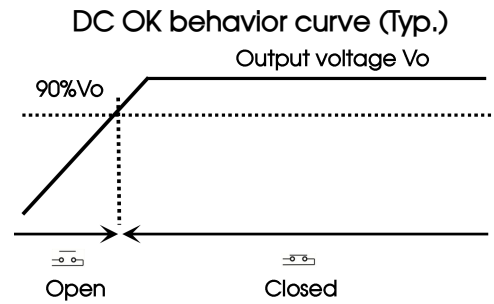 DC OK behavior curve (Typ.)
Output voltage Vo
90%Vo
Open
Closed